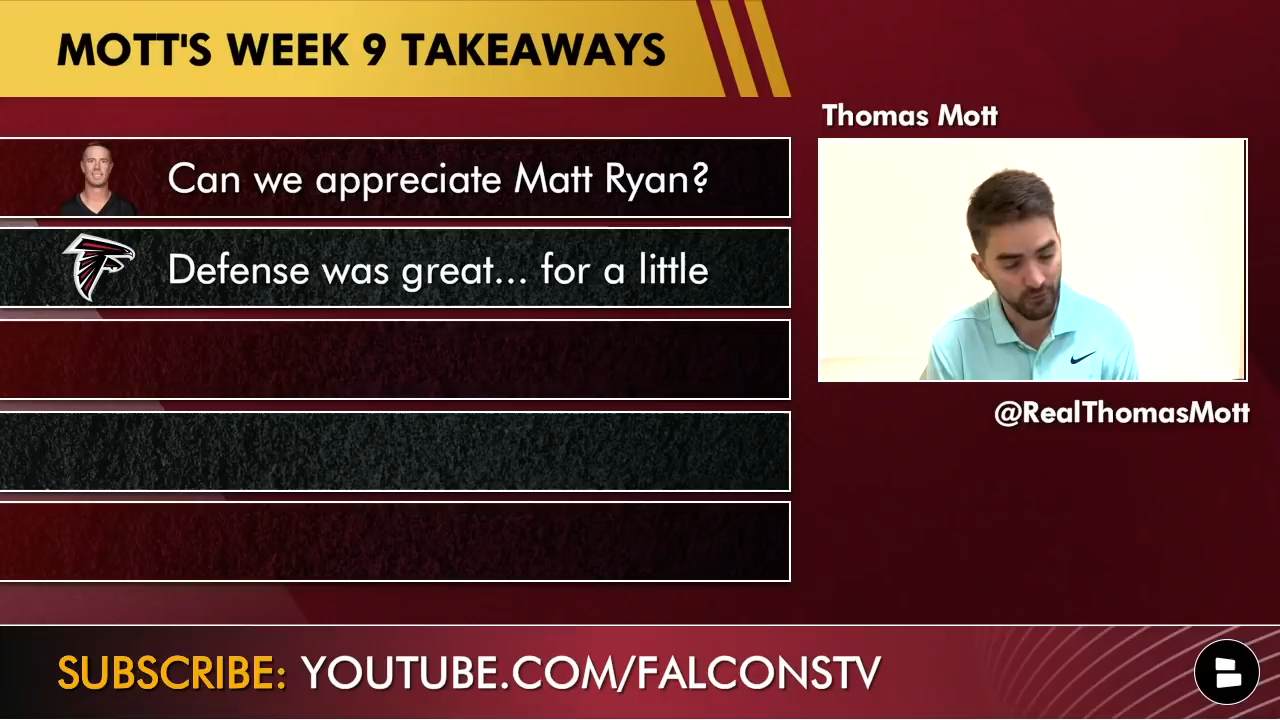 MOTT'S WEEK 9 TAKEAWAYS
Thomas Mott
Can we appreciate Matt Ryan?
Defense was great... for a little
@RealThomasMott
SUBSCRIBE: YOUTUBE.COM/FALCONSTV